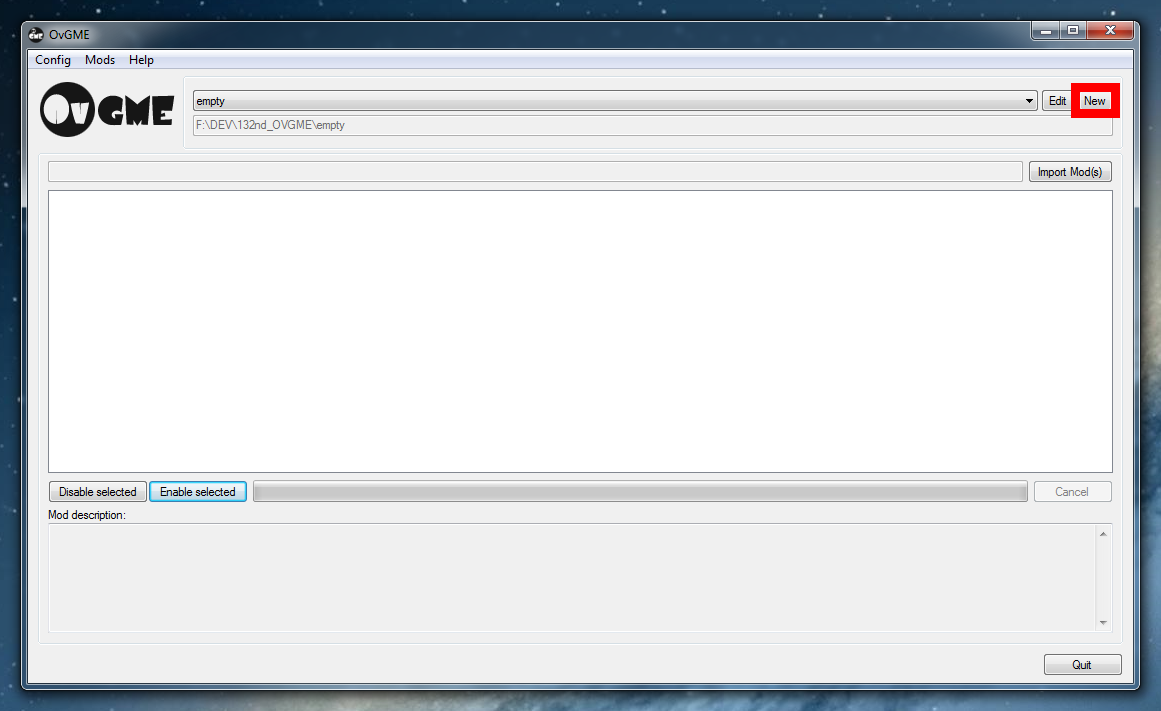 OvGME
Config Mods Help
OvGME
empty
Edit
New
F:\DEV\132nd_OVGME\empty
Import Mod(s)
Disable selected
Enable selected
Cancel
Mod description:
Quit